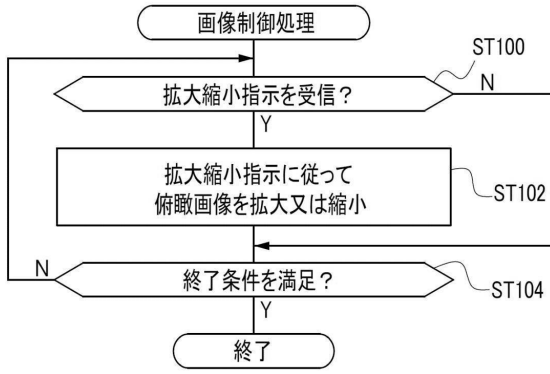 画像制御処理
ST100
拡大縮小指示を受信？
N
Y
拡大縮小指示に従って
俯瞰画像を拡大又は縮小
ST102
N
終了条件を満足？
ST104
Y
終了